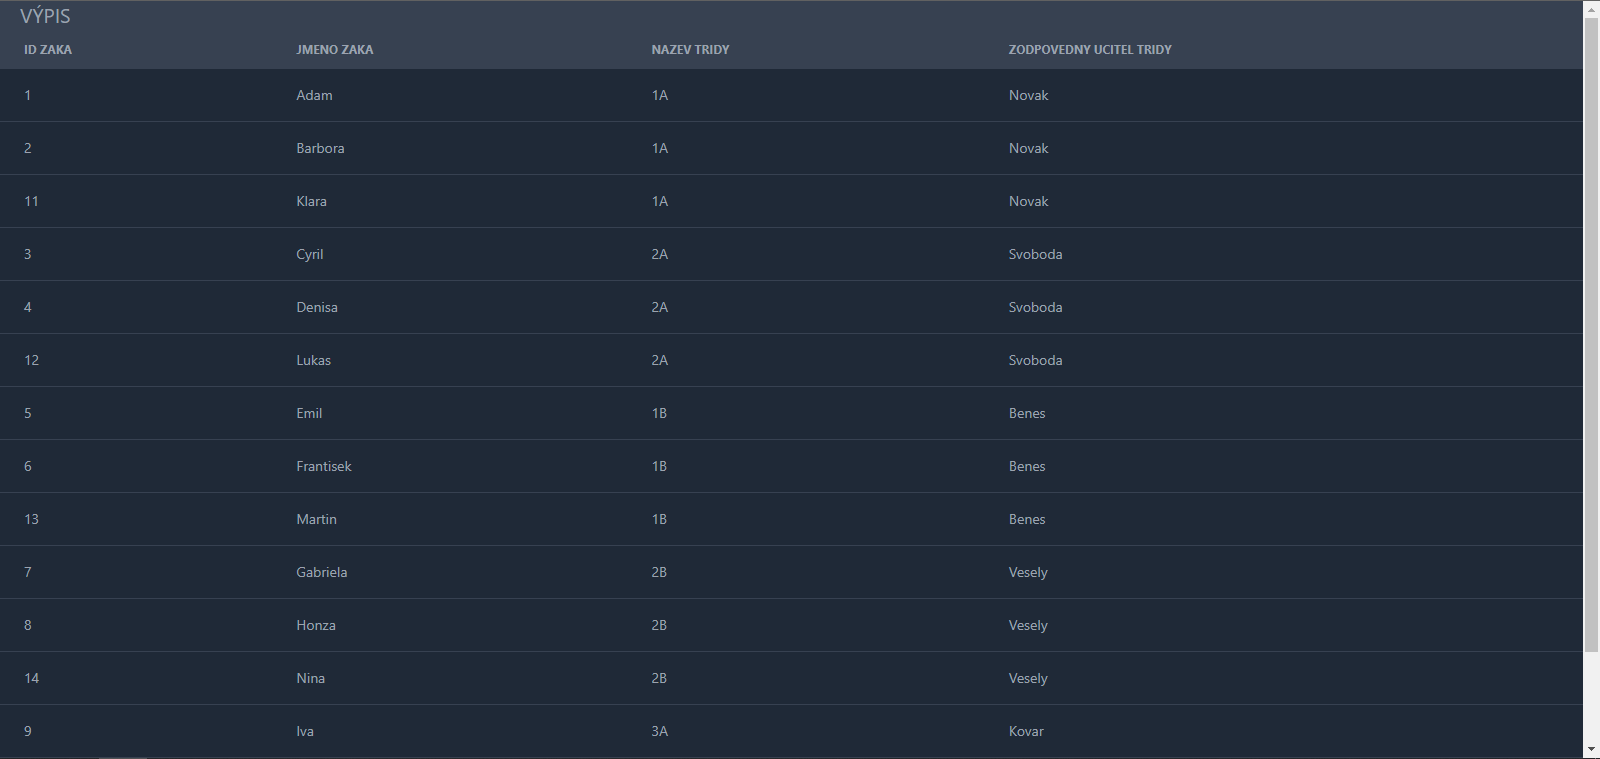 VÝPIS
ID ZAKA JMENO ZAKA NAZEV TRIDY ZODPOVEDNY UCITEL TRIDY
1 Adam 1A Novak
2 Barbora 1A Novak
11 Klara 1A Novak
3 Cyril 2A Svoboda
4 Denisa 2A Svoboda
12 Lukas 2A Svoboda
5 Emil 1B Benes
6 Frantisek 1B Benes
13 Martin 1B Benes
7 Gabriela 2B Vesely
8 Honza 2B Vesely
14 Nina 2B Vesely
9 Iva 3A Kovar